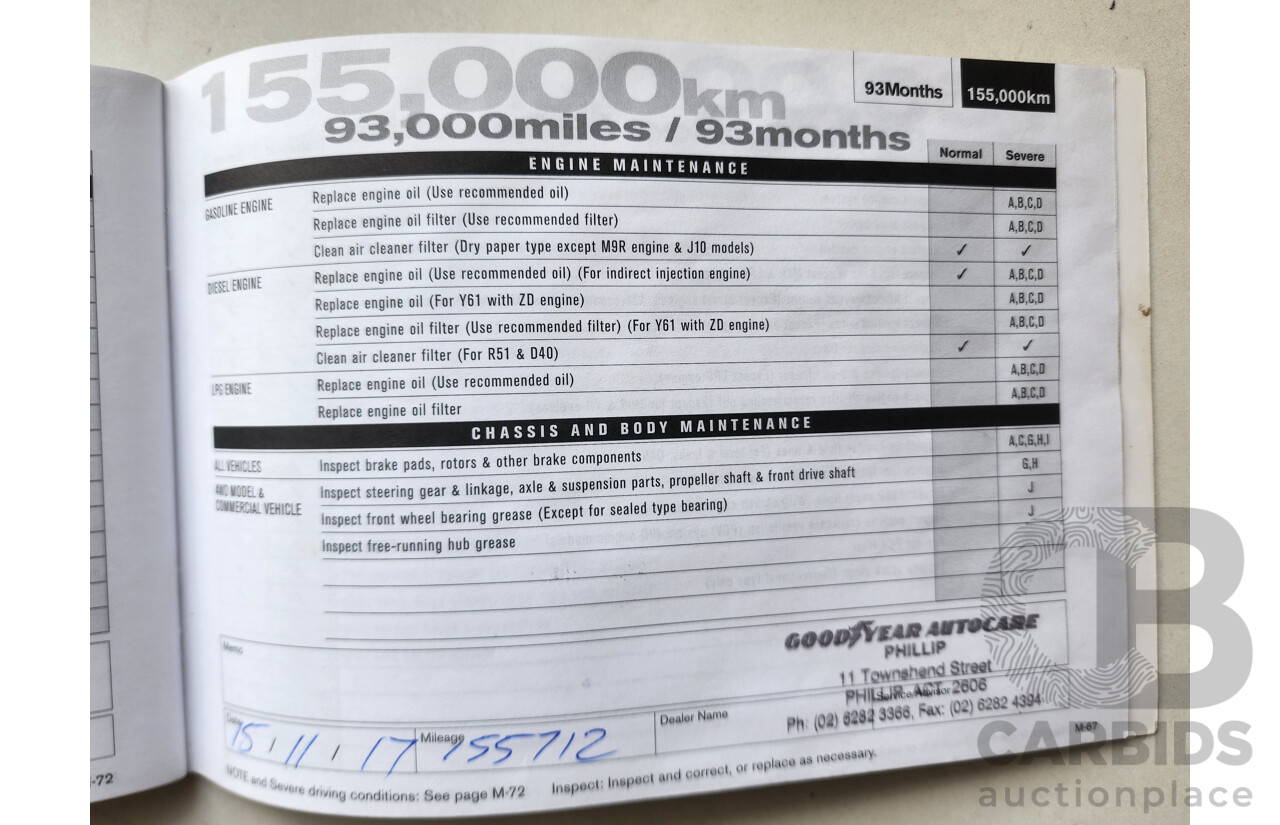 155,000km
93Months
155,000km
93,000miles / 93months
Normal
Severe
ENGINE MAINTENANCE
GASOLINE ENGINE
Replace engine oil (Use recommended oil) A,B,C,D
Replace engine oil filter (Use recommended filter) A,B,C,D
Clean air cleaner filter (Dry paper type except M9R engine & J10 models) ✓ ✓
DIESEL ENGINE
Replace engine oil (Use recommended oil) (For indirect injection engine) ✓ A,B,C,D
Replace engine oil (For Y61 with ZD engine) A,B,C,D
Replace engine oil filter (Use recommended filter) (For Y61 with ZD engine) A,B,C,D
Clean air cleaner filter (For R51 & D40) ✓ ✓
LPG ENGINE
Replace engine oil (Use recommended oil) A,B,C,D
Replace engine oil filter A,B,C,D
CHASSIS AND BODY MAINTENANCE
ALL VEHICLES
Inspect brake pads, rotors & other brake components A,C,G,H,I
4WD MODEL &
COMMERCIAL VEHICLE
Inspect steering gear & linkage, axle & suspension parts, propeller shaft & front drive shaft G,H
Inspect front wheel bearing grease (Except for sealed type bearing) J
Inspect free-running hub grease J
Memo
GOODYEAR AUTOCARE
PHILLIP
11 Townshend Street
PHILLIP ACT 2606
Service Advisor
Ph: (02) 6282 3366, Fax: (02) 6282 4394
Date
15 / 11 / 17
Mileage
155712
Dealer Name
M-67
NOTE and Severe driving conditions: See page M-72
Inspect: Inspect and correct, or replace as necessary.
-72
CARBIDS
auctionplace